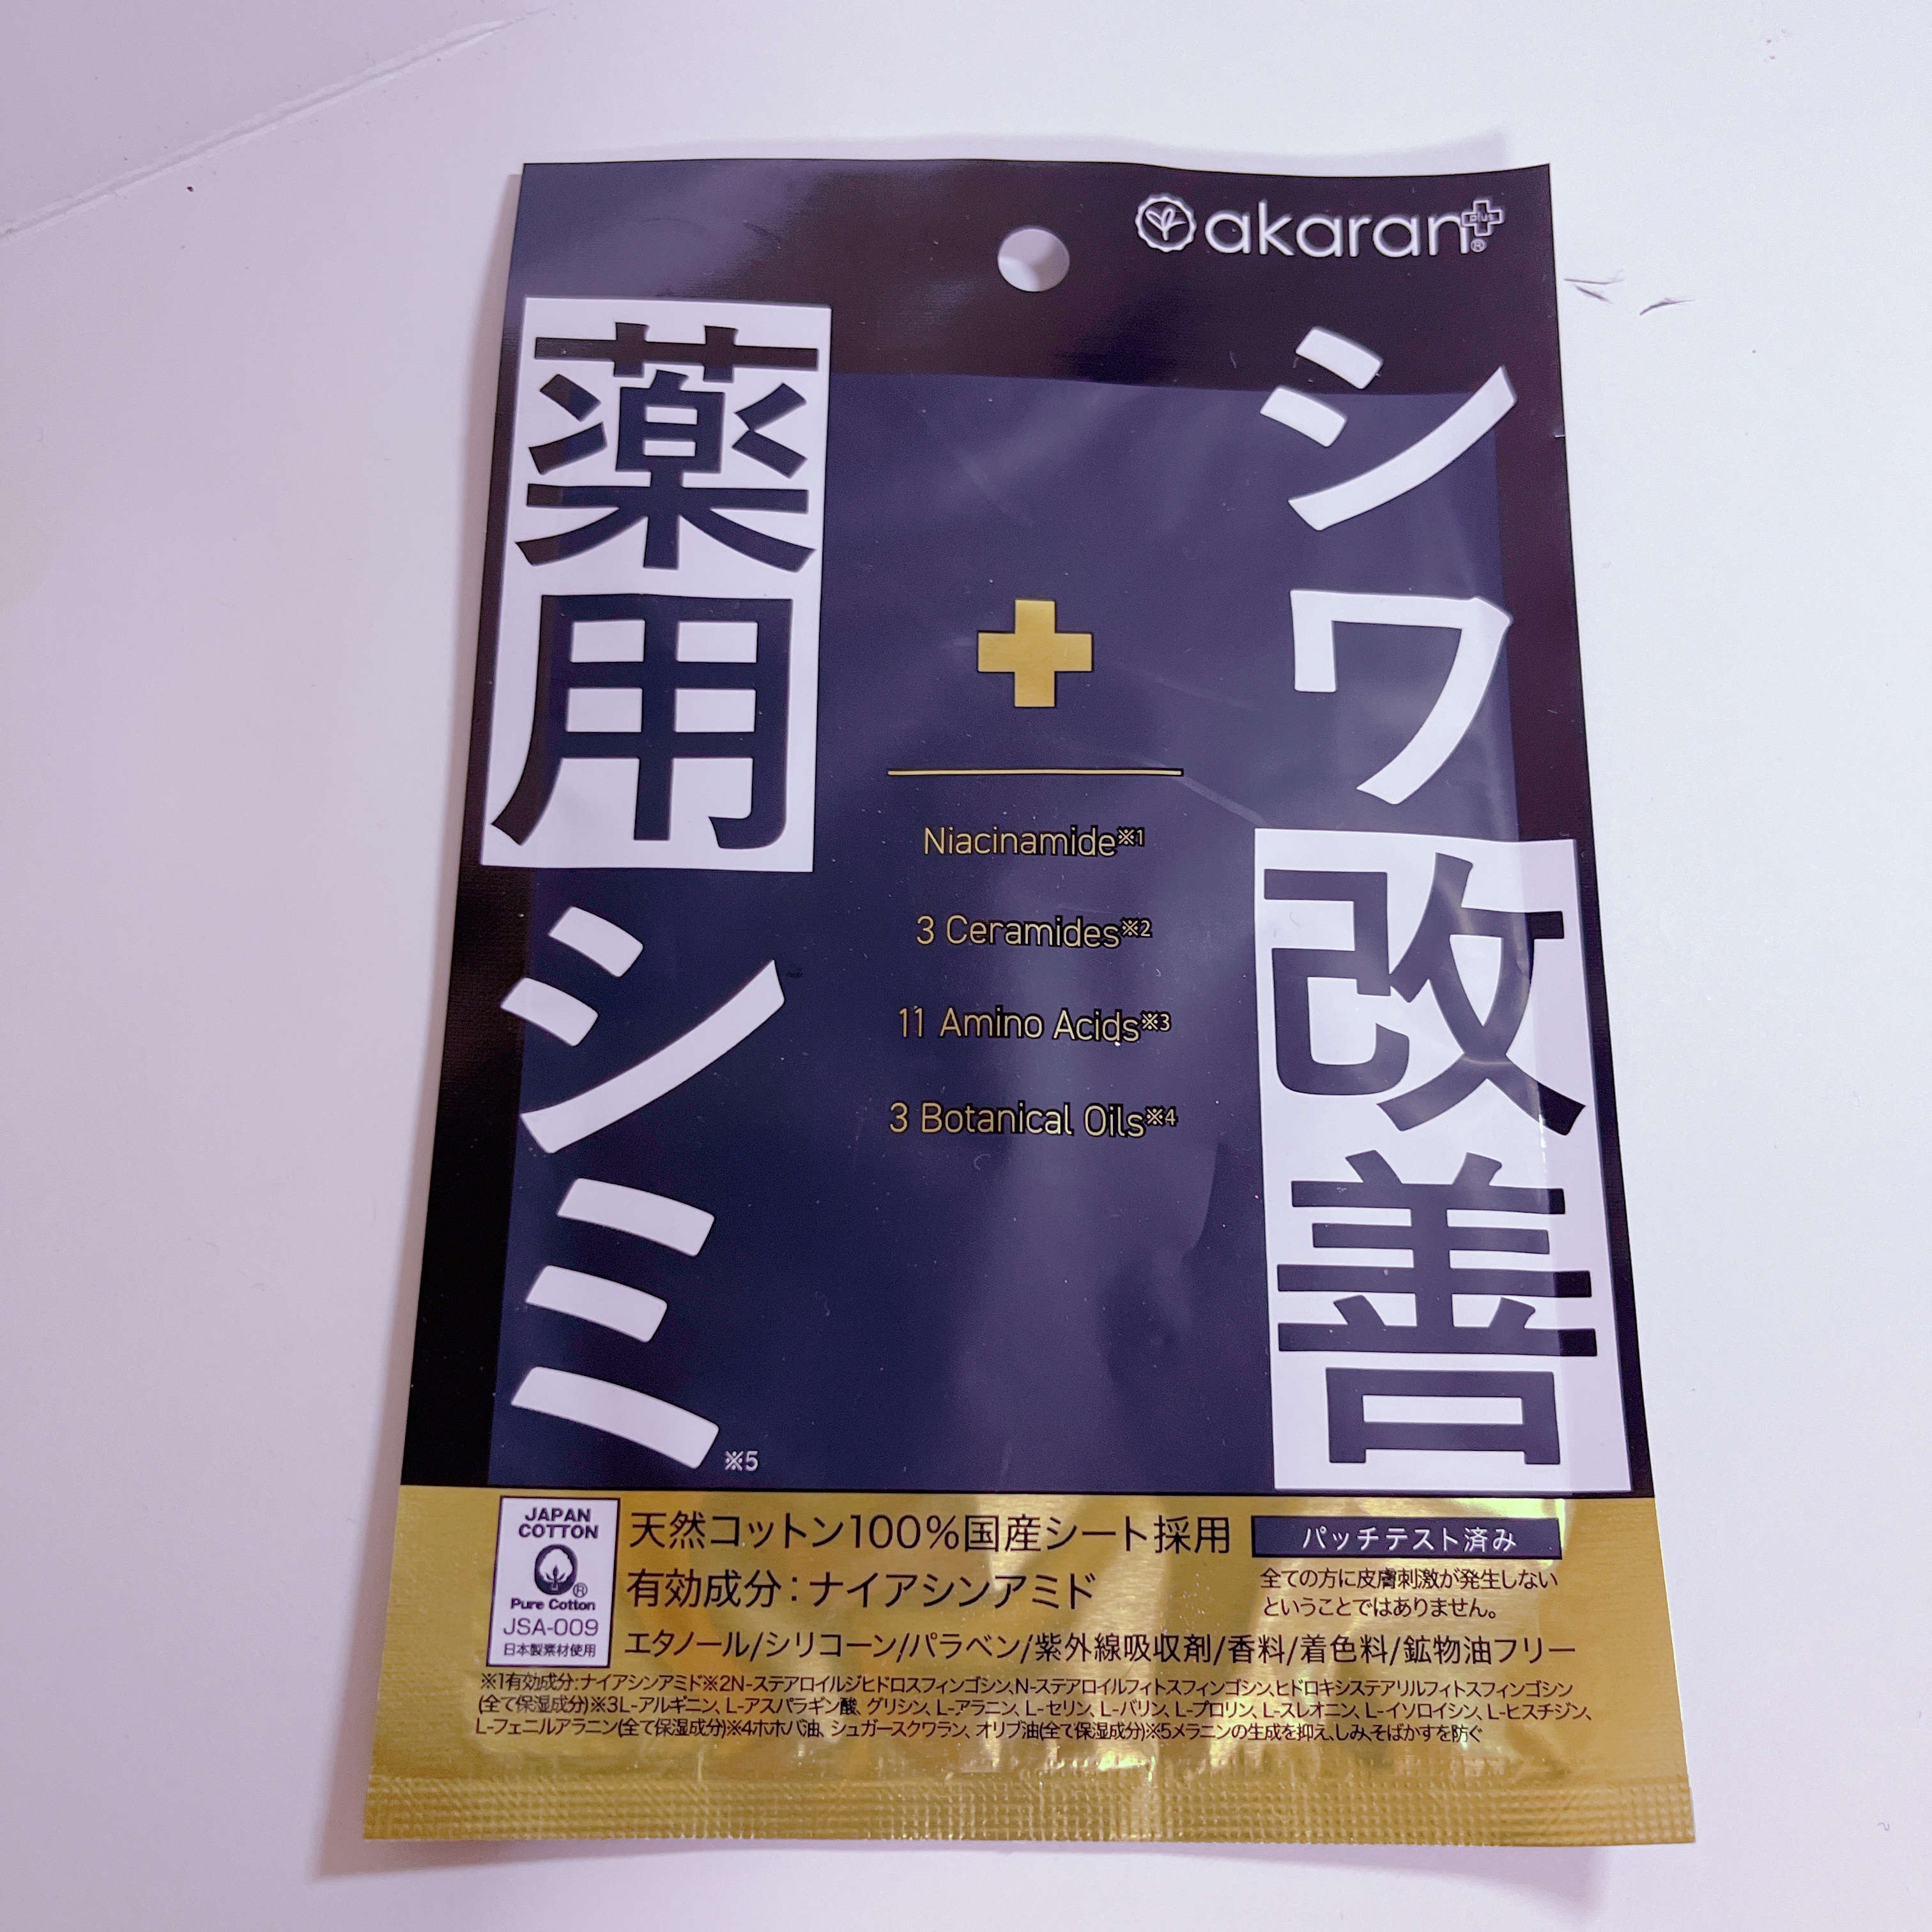 akaran plus®
シワ改善
薬用シミ※5
Niacinamide※1
3 Ceramides※2
11 Amino Acids※3
3 Botanical Oils※4
JAPAN
COTTON
®
Pure Cotton
JSA-009
日本製素材使用
天然コットン100%国産シート採用
有効成分:ナイアシンアミド
パッチテスト済み
全ての方に皮膚刺激が発生しない
ということではありません。
エタノール/シリコーン/パラベン/紫外線吸収剤/香料/着色料/鉱物油フリー
※1有効成分:ナイアシンアミド※2N-ステアロイルジヒドロスフィンゴシン、N-ステアロイルフィトスフィンゴシン、ヒドロキシステアリルフィトスフィンゴシン
(全て保湿成分)※3L-アルギニン、L-アスパラギン酸、グリシン、L-アラニン、L-セリン、L-バリン、L-プロリン、L-スレオニン、L-イソロイシン、L-ヒスチジン、
L-フェニルアラニン(全て保湿成分)※4ホホバ油、シュガースクワラン、オリブ油(全て保湿成分)※5メラニンの生成を抑え、しみ、そばかすを防ぐ